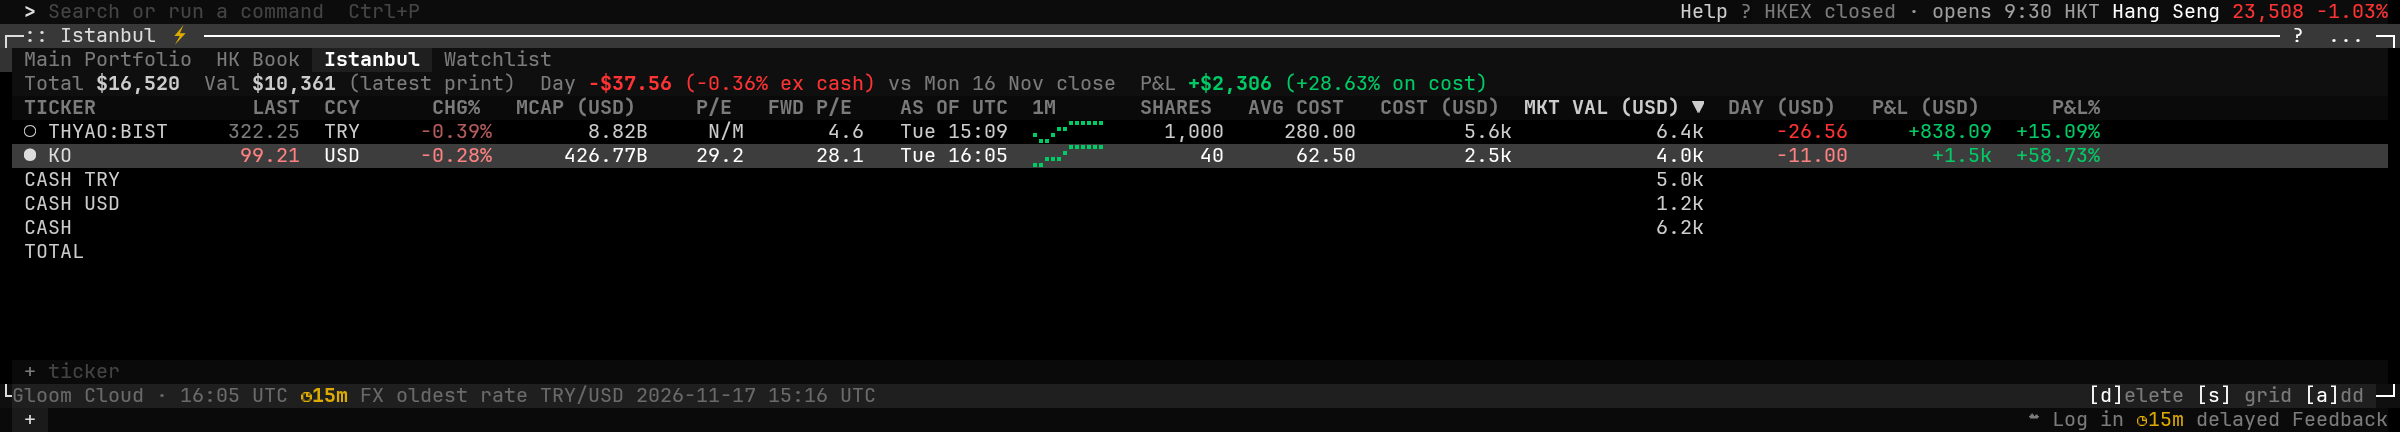 > Search or run a command Ctrl+P Help ? HKEX closed · opens 9:30 HKT Hang Seng 23,508 -1.03%
:: Istanbul ⚡ ? ...
Main Portfolio HK Book Istanbul Watchlist
Total $16,520 Val $10,361 (latest print) Day -$37.56 (-0.36% ex cash) vs Mon 16 Nov close P&L +$2,306 (+28.63% on cost)
TICKER LAST CCY CHG% MCAP (USD) P/E FWD P/E AS OF UTC 1M SHARES AVG COST COST (USD) MKT VAL (USD) ▼ DAY (USD) P&L (USD) P&L%
○ THYAO:BIST 322.25 TRY -0.39% 8.82B N/M 4.6 Tue 15:09 1,000 280.00 5.6k 6.4k -26.56 +838.09 +15.09%
● KO 99.21 USD -0.28% 426.77B 29.2 28.1 Tue 16:05 40 62.50 2.5k 4.0k -11.00 +1.5k +58.73%
CASH TRY 5.0k
CASH USD 1.2k
CASH 6.2k
TOTAL
+ ticker
Gloom Cloud · 16:05 UTC ◔15m FX oldest rate TRY/USD 2026-11-17 15:16 UTC [d]elete [s] grid [a]dd
+ Log in ◔15m delayed Feedback